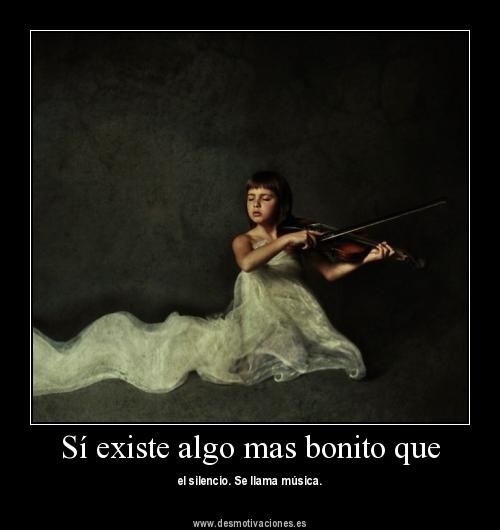 Sí existe algo mas bonito que
el silencio. Se llama música.
www.desmotivaciones.es